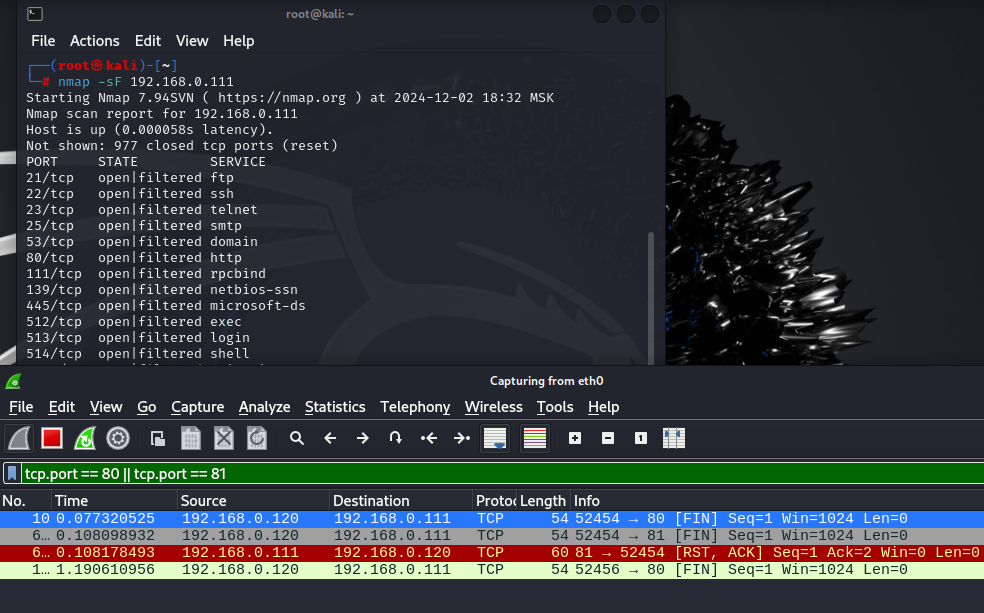 root@kali: ~
File Actions Edit View Help
┌──(root㉿kali)-[~]
└─# nmap -sF 192.168.0.111
Starting Nmap 7.94SVN ( https://nmap.org ) at 2024-12-02 18:32 MSK
Nmap scan report for 192.168.0.111
Host is up (0.000058s latency).
Not shown: 977 closed tcp ports (reset)
PORT STATE SERVICE
21/tcp open|filtered ftp
22/tcp open|filtered ssh
23/tcp open|filtered telnet
25/tcp open|filtered smtp
53/tcp open|filtered domain
80/tcp open|filtered http
111/tcp open|filtered rpcbind
139/tcp open|filtered netbios-ssn
445/tcp open|filtered microsoft-ds
512/tcp open|filtered exec
513/tcp open|filtered login
514/tcp open|filtered shell
Capturing from eth0
File Edit View Go Capture Analyze Statistics Telephony Wireless Tools Help
tcp.port == 80 || tcp.port == 81
No. Time Source Destination Protoc Length Info
10 0.077320525 192.168.0.120 192.168.0.111 TCP 54 52454 → 80 [FIN] Seq=1 Win=1024 Len=0
6… 0.108098932 192.168.0.120 192.168.0.111 TCP 54 52454 → 81 [FIN] Seq=1 Win=1024 Len=0
6… 0.108178493 192.168.0.111 192.168.0.120 TCP 60 81 → 52454 [RST, ACK] Seq=1 Ack=2 Win=0 Len=0
1… 1.190610956 192.168.0.120 192.168.0.111 TCP 54 52456 → 80 [FIN] Seq=1 Win=1024 Len=0